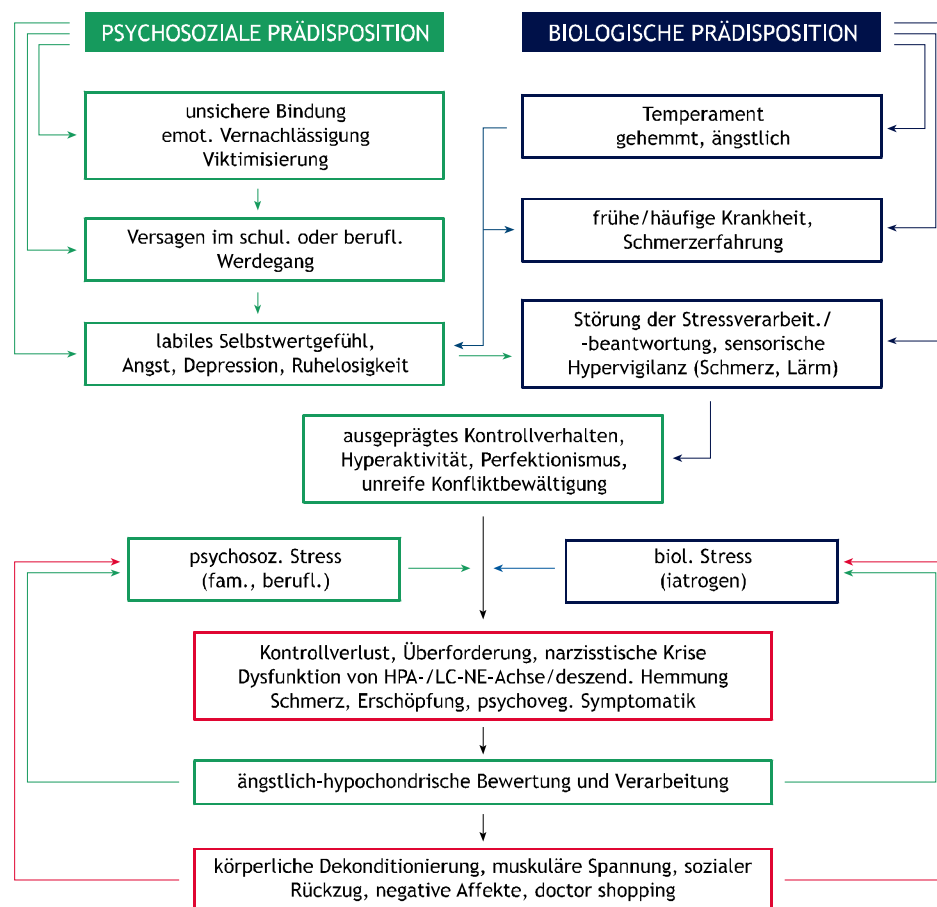 PSYCHOSOZIALE PRÄDISPOSITION
BIOLOGISCHE PRÄDISPOSITION
unsichere Bindung
emot. Vernachlässigung
Viktimisierung
Temperament
gehemmt, ängstlich
Versagen im schul. oder berufl.
Werdegang
frühe/häufige Krankheit,
Schmerzerfahrung
labiles Selbstwertgefühl,
Angst, Depression, Ruhelosigkeit
Störung der Stressverarbeit./
-beantwortung, sensorische
Hypervigilanz (Schmerz, Lärm)
ausgeprägtes Kontrollverhalten,
Hyperaktivität, Perfektionismus,
unreife Konfliktbewältigung
psychosoz. Stress
(fam., berufl.)
biol. Stress
(iatrogen)
Kontrollverlust, Überforderung, narzisstische Krise
Dysfunktion von HPA-/LC-NE-Achse/deszend. Hemmung
Schmerz, Erschöpfung, psychoveg. Symptomatik
ängstlich-hypochondrische Bewertung und Verarbeitung
körperliche Dekonditionierung, muskuläre Spannung, sozialer
Rückzug, negative Affekte, doctor shopping